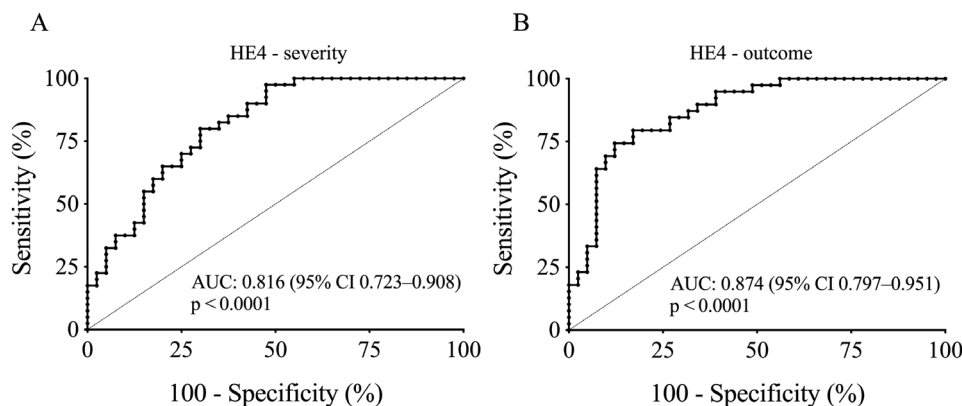 A
HE4 - severity
100
75
50
25
0
Sensitivity (%)
AUC: 0.816 (95% CI 0.723–0.908)
p < 0.0001
0
25
50
75
100
100 - Specificity (%)
B
HE4 - outcome
100
75
50
25
0
Sensitivity (%)
AUC: 0.874 (95% CI 0.797–0.951)
p < 0.0001
0
25
50
75
100
100 - Specificity (%)